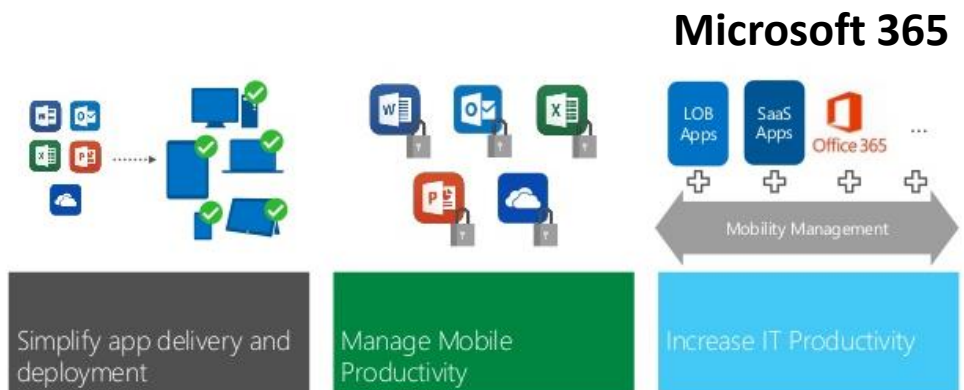 Microsoft 365
W
O
X
P
W
O
X
P
LOB
Apps
SaaS
Apps
Office 365
...
Mobility Management
Simplify app delivery and
deployment
Manage Mobile
Productivity
Increase IT Productivity